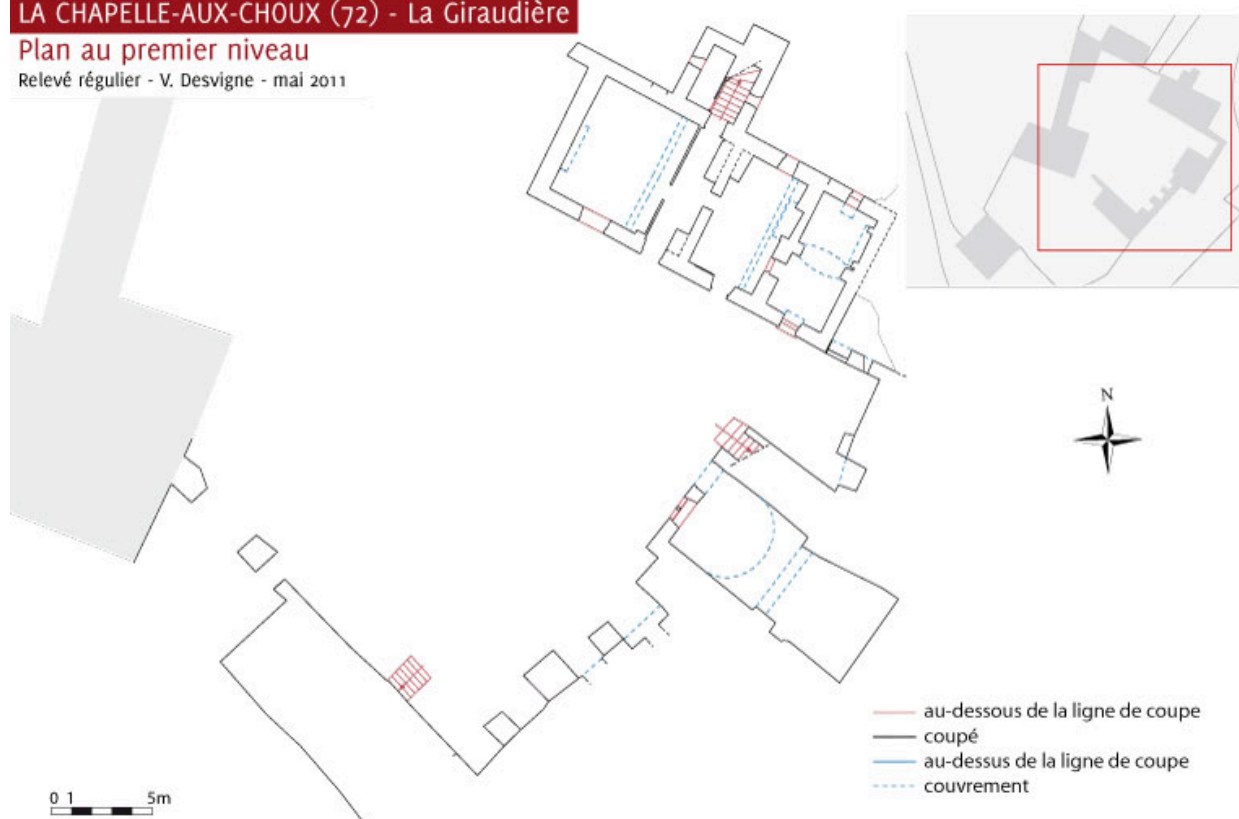 LA CHAPELLE-AUX-CHOUX (72) - La Giraudière
Plan au premier niveau
Relevé régulier - V. Desvigne - mai 2011
N
au-dessous de la ligne de coupe
coupé
au-dessus de la ligne de coupe
couvrement
0 1 5m